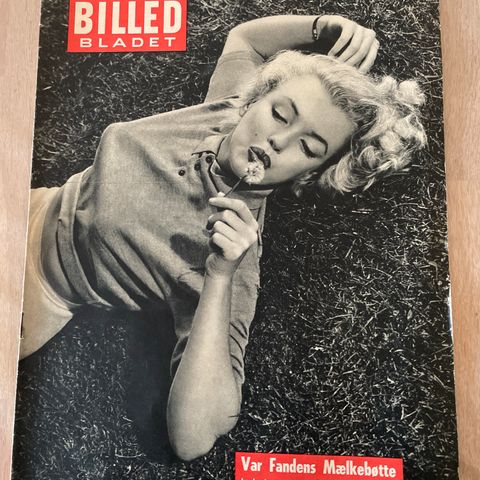 BILLED
BLADET
Var Fandens Mælkebøtte